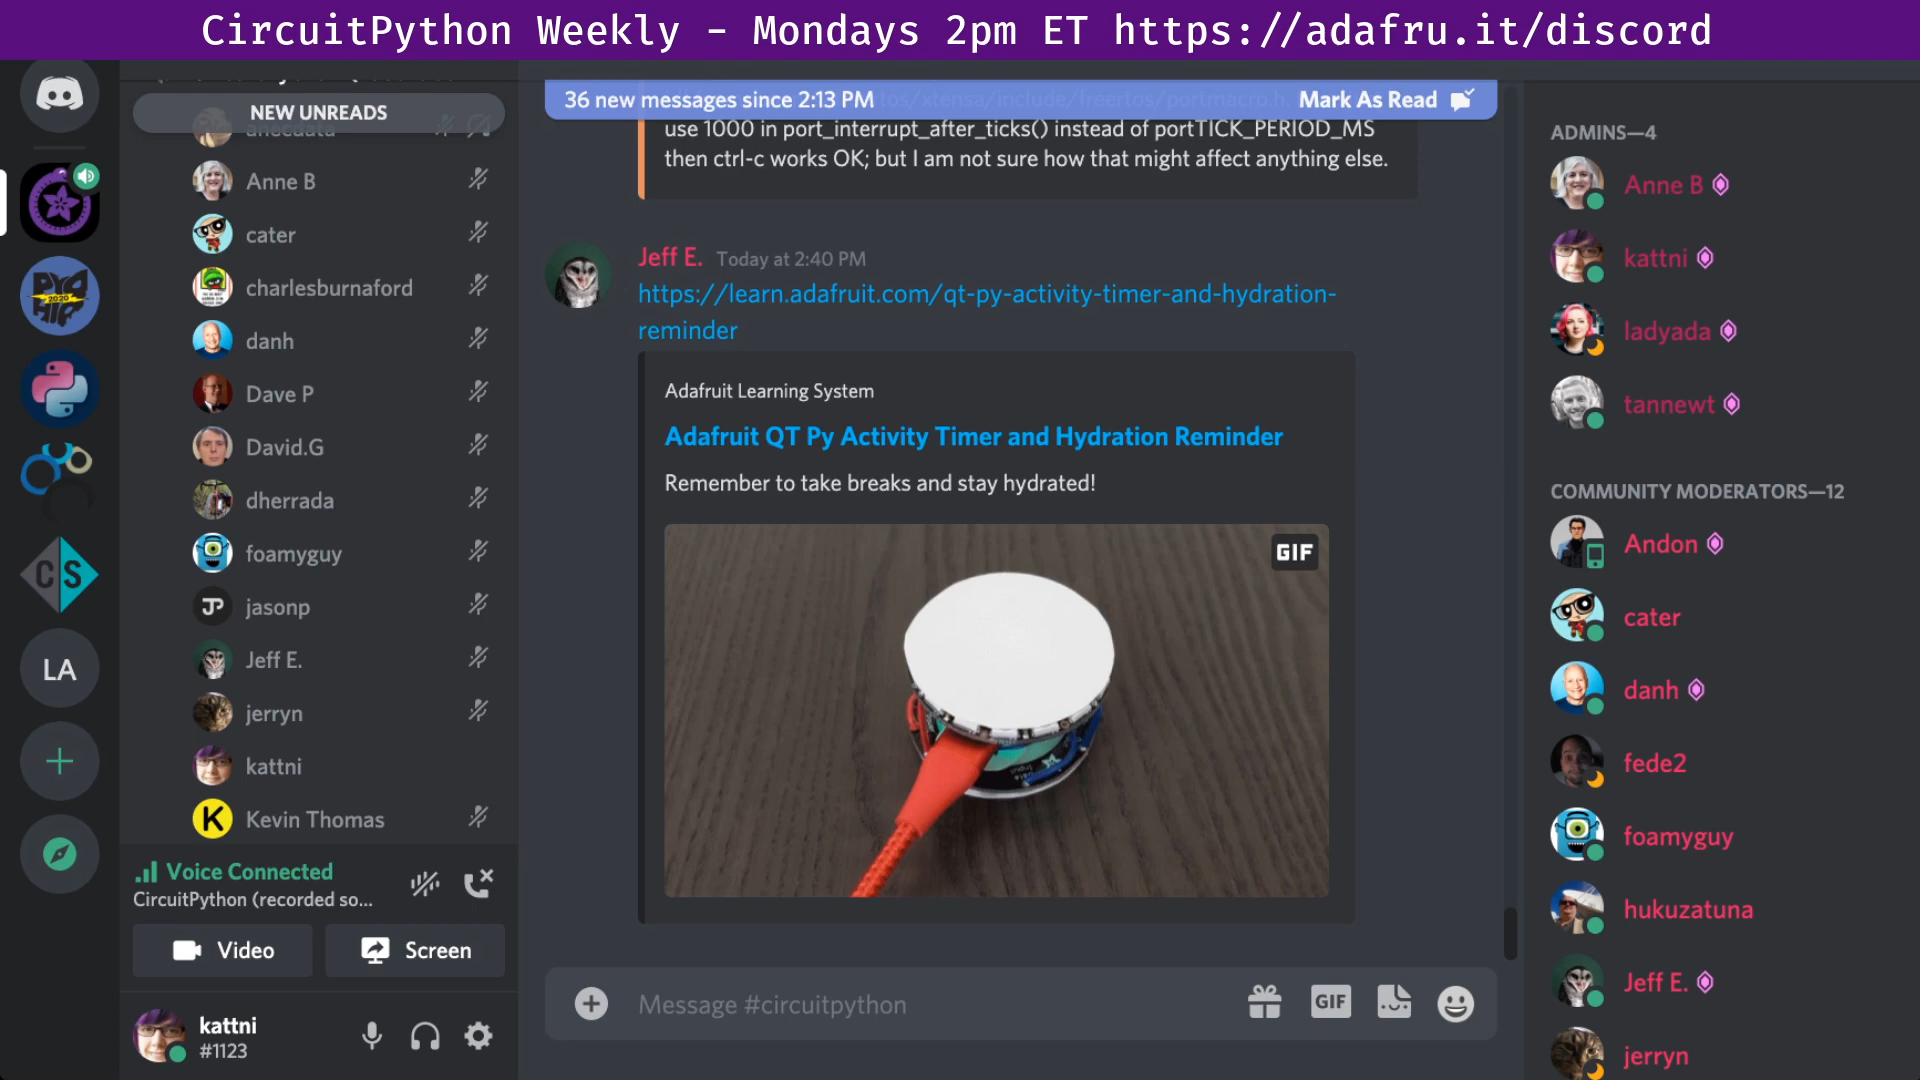 CircuitPython Weekly - Mondays 2pm ET https://adafru.it/discord
NEW UNREADS
anecdata
Anne B
cater
charlesburnaford
danh
Dave P
David.G
dherrada
foamyguy
jasonp
Jeff E.
jerryn
kattni
Kevin Thomas
Voice Connected
CircuitPython (recorded so...
Video
Screen
kattni
#1123
LA
CS
JP
K
PYOHIO
2020
36 new messages since 2:13 PM
Mark As Read
use 1000 in port_interrupt_after_ticks() instead of portTICK_PERIOD_MS
then ctrl-c works OK; but I am not sure how that might affect anything else.
Jeff E. Today at 2:40 PM
https://learn.adafruit.com/qt-py-activity-timer-and-hydration-
reminder
Adafruit Learning System
Adafruit QT Py Activity Timer and Hydration Reminder
Remember to take breaks and stay hydrated!
GIF
Message #circuitpython
GIF
ADMINS—4
Anne B
kattni
ladyada
tannewt
COMMUNITY MODERATORS—12
Andon
cater
danh
fede2
foamyguy
hukuzatuna
Jeff E.
jerryn